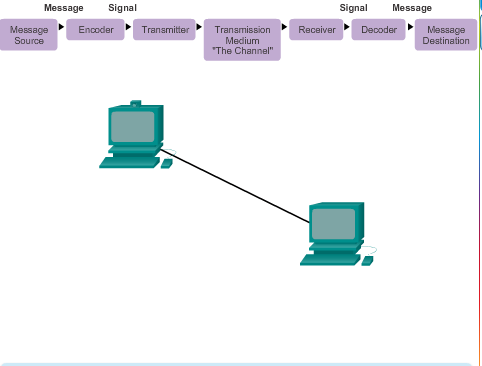 Message Signal Signal Message
Message
Source
Encoder
Transmitter
Transmission
Medium
"The Channel"
Receiver
Decoder
Message
Destination